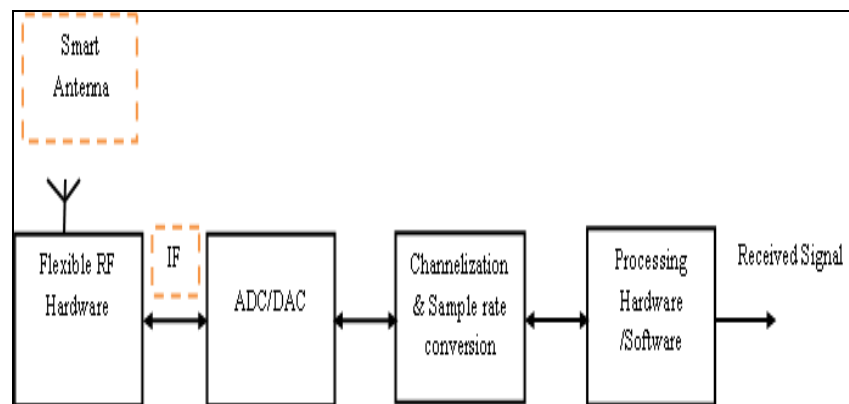 Smart
Antenna
Flexible RF
Hardware
IF
ADC/DAC
Channelization
& Sample rate
conversion
Processing
Hardware
/Software
Received Signal